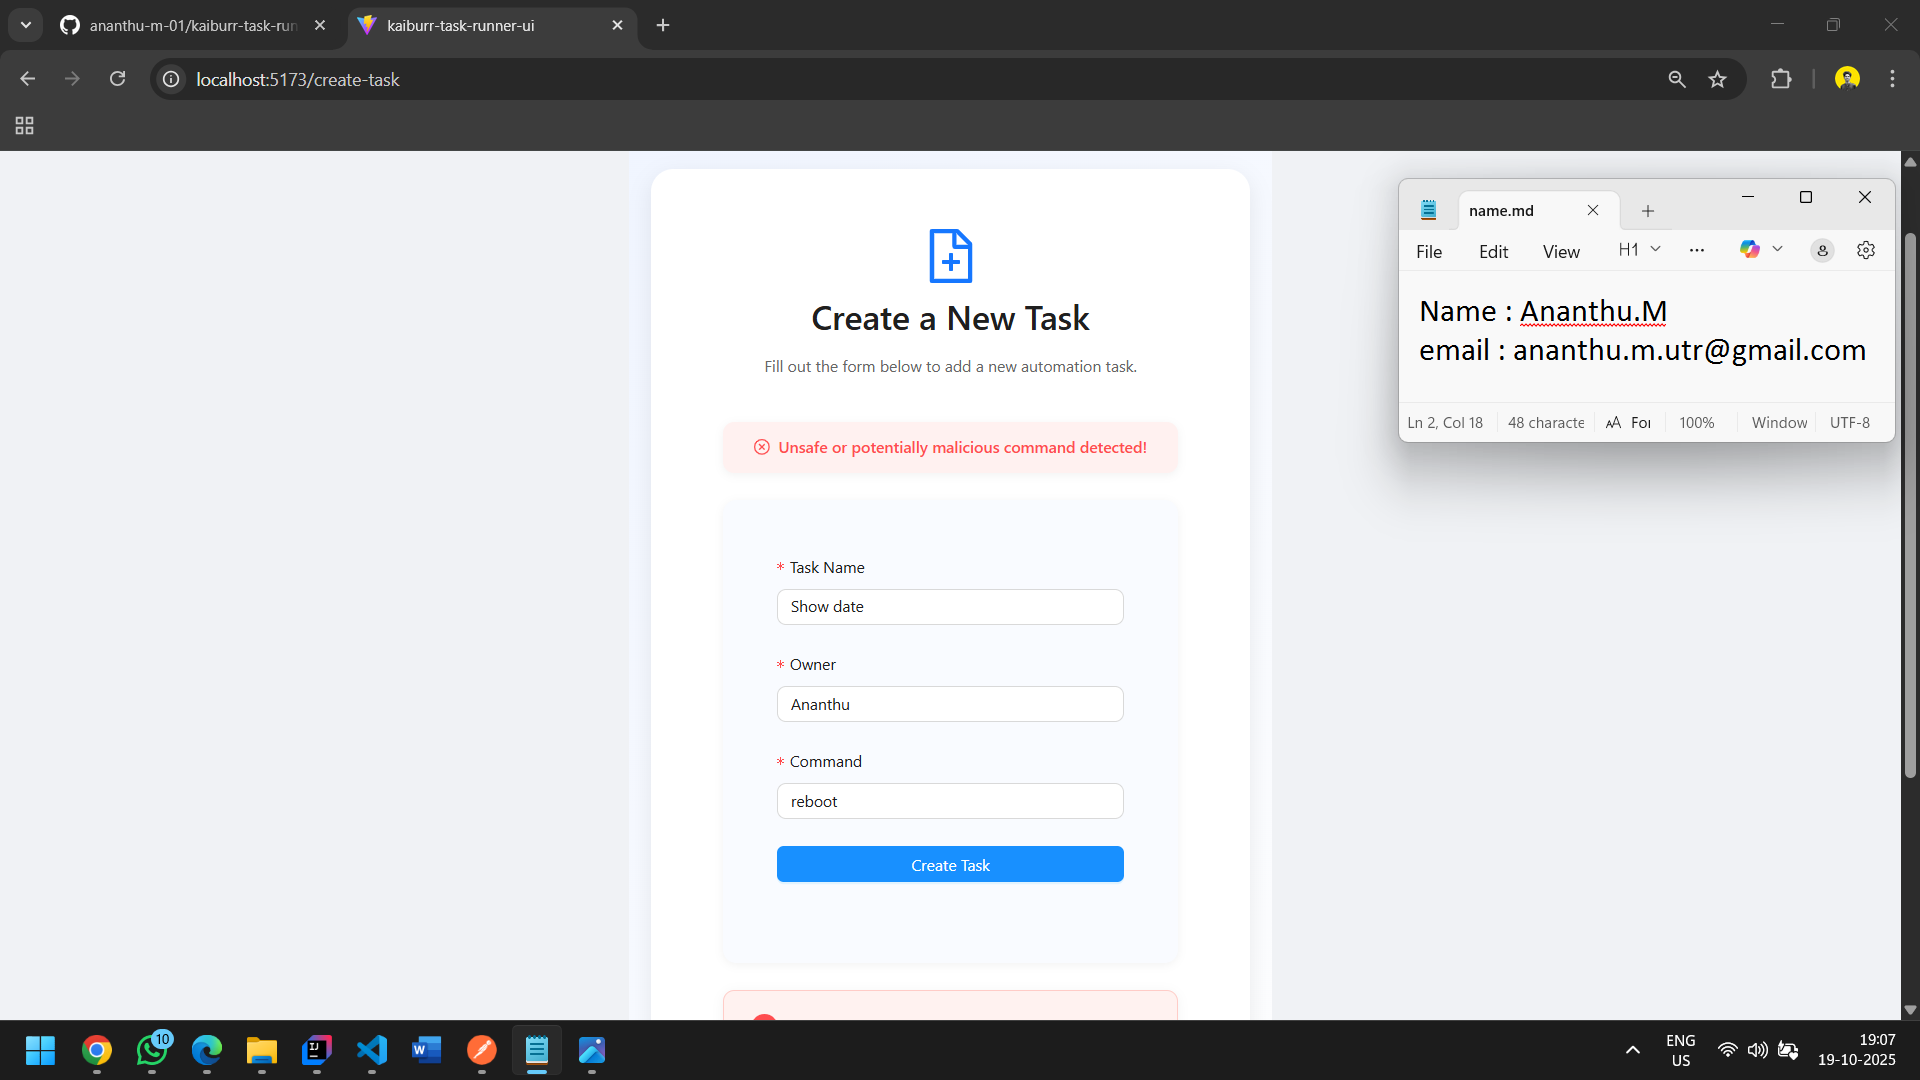 ananthu-m-01/kaiburr-task-run
kaiburr-task-runner-ui
localhost:5173/create-task
Create a New Task
Fill out the form below to add a new automation task.
Unsafe or potentially malicious command detected!
* Task Name
Show date
* Owner
Ananthu
* Command
reboot
Create Task
name.md
File Edit View H1 ...
Name : Ananthu.M
email : ananthu.m.utr@gmail.com
Ln 2, Col 18 48 characte For 100% Window UTF-8
10
ENG
US
19:07
19-10-2025